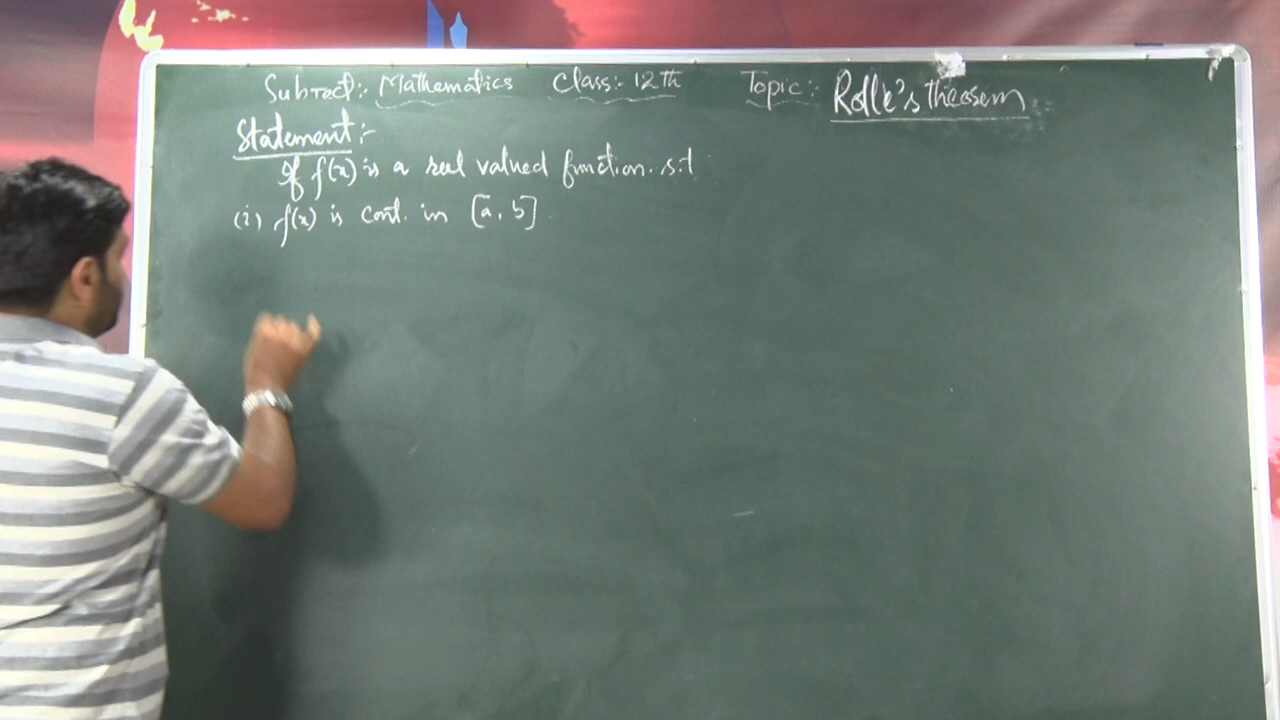 Subject:- Mathematics Class:- 12th Topic:- Rolle's theorem
Statement:-
If f(x) is a real valued function. s.t
(i) f(x) is cont. in [a, b]